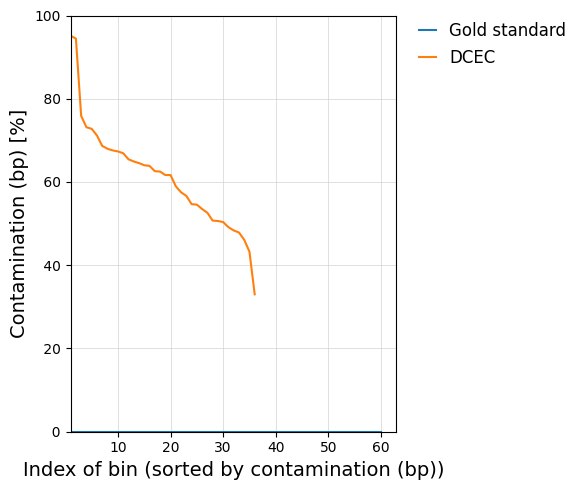 Gold standard
DCEC
Contamination (bp) [%]
100
80
60
40
20
0
10 20 30 40 50 60
Index of bin (sorted by contamination (bp))